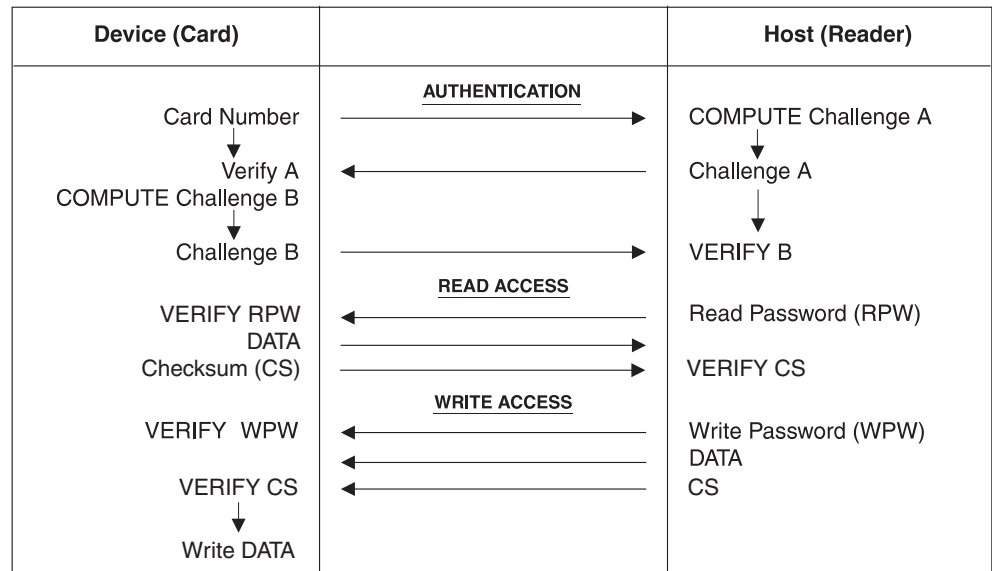 Device (Card)
Host (Reader)
AUTHENTICATION
Card Number
COMPUTE Challenge A
Verify A
Challenge A
COMPUTE Challenge B
Challenge B
VERIFY B
READ ACCESS
VERIFY RPW
Read Password (RPW)
DATA
Checksum (CS)
VERIFY CS
WRITE ACCESS
VERIFY WPW
Write Password (WPW)
DATA
VERIFY CS
CS
Write DATA